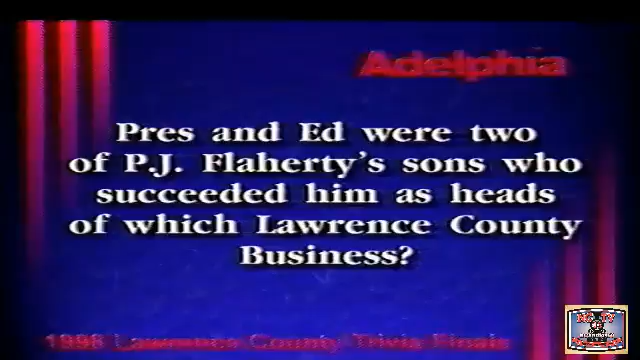 Adelphia
Pres and Ed were two
of P.J. Flaherty's sons who
succeeded him as heads
of which Lawrence County
Business?
1998 Lawrence County Trivia Finals